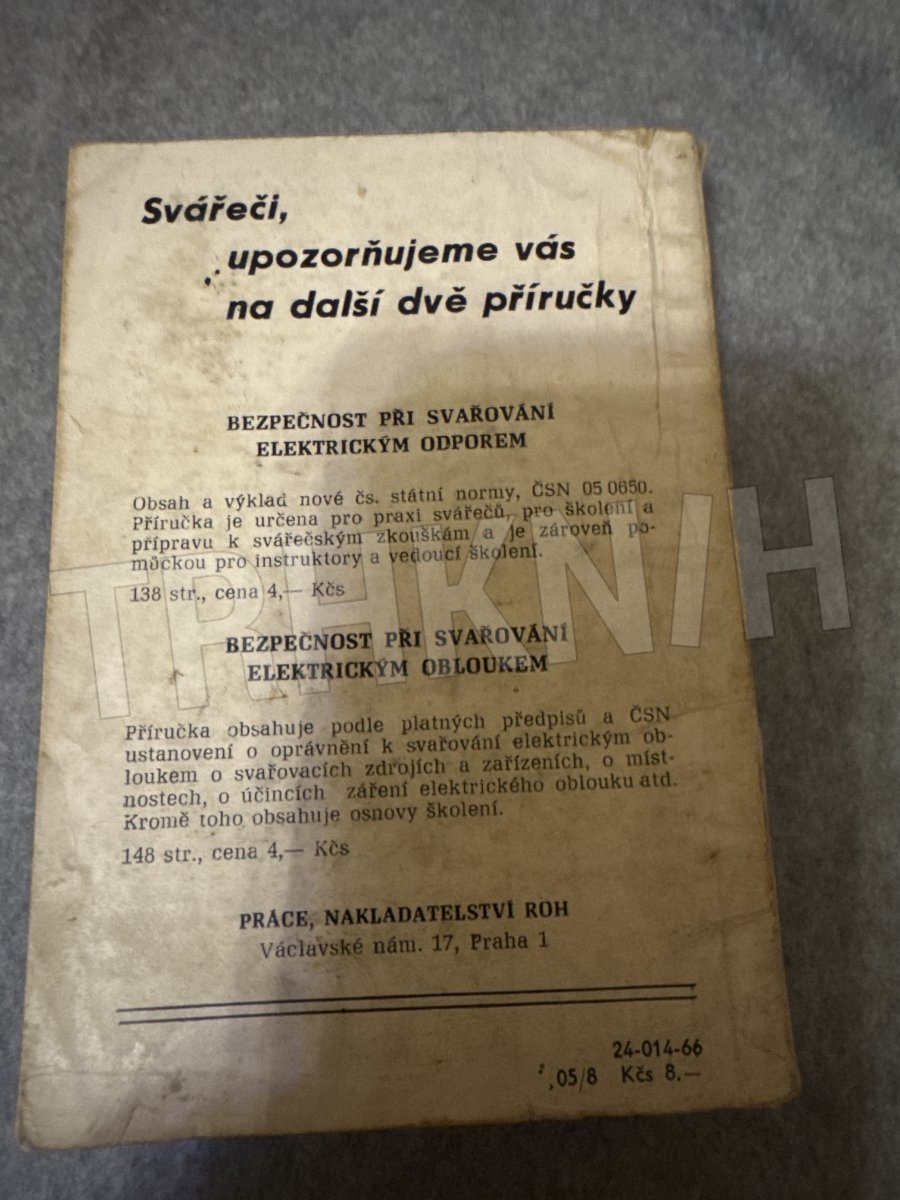 Svářeči,
upozorňujeme vás
na další dvě příručky
BEZPEČNOST PŘI SVAŘOVÁNÍ
ELEKTRICKÝM ODPOREM
Obsah a výklad nové čs. státní normy, ČSN 05 0650.
Příručka je určena pro praxi svářečů, pro školení a
přípravu k svářečským zkouškám a je zároveň po-
můckou pro instruktory a vedoucí školení.
138 str., cena 4,— Kčs
BEZPEČNOST PŘI SVAŘOVÁNÍ
ELEKTRICKÝM OBLOUKEM
Příručka obsahuje podle platných předpisů a ČSN
ustanovení o oprávnění k svařování elektrickým ob-
loukem o svařovacích zdrojích a zařízeních, o míst-
nostech, o účincích záření elektrického oblouku atd.
Kromě toho obsahuje osnovy školení.
148 str., cena 4,— Kčs
PRÁCE, NAKLADATELSTVÍ ROH
Václavské nám. 17, Praha 1
24-014-66
05/8 Kčs 8,—
TRHKNIH